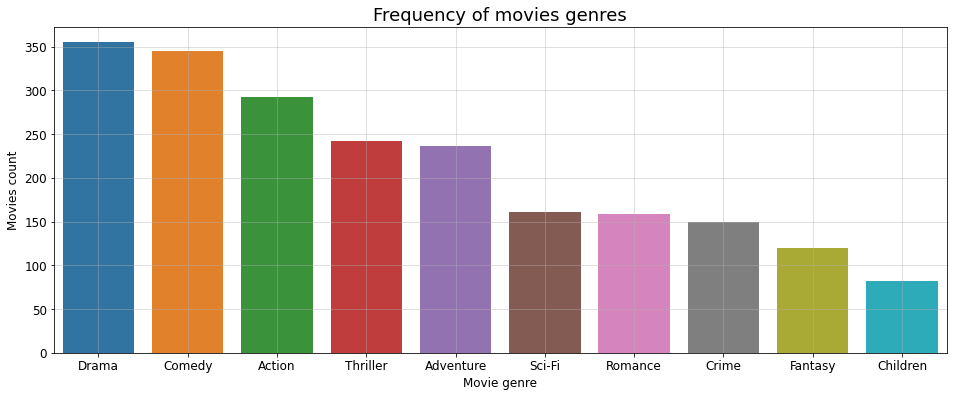 Frequency of movies genres
Movies count
350
300
250
200
150
100
50
0
Drama Comedy Action Thriller Adventure Sci-Fi Romance Crime Fantasy Children
Movie genre